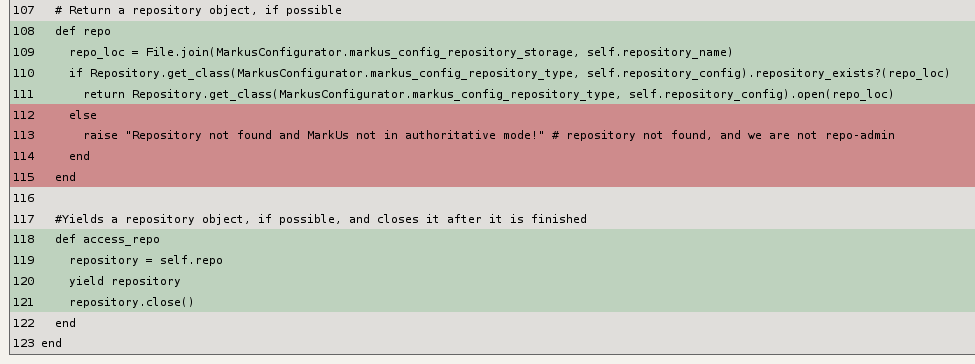 107   # Return a repository object, if possible
108   def repo
109     repo_loc = File.join(MarkusConfigurator.markus_config_repository_storage, self.repository_name)
110     if Repository.get_class(MarkusConfigurator.markus_config_repository_type, self.repository_config).repository_exists?(repo_loc)
111       return Repository.get_class(MarkusConfigurator.markus_config_repository_type, self.repository_config).open(repo_loc)
112     else
113       raise "Repository not found and MarkUs not in authoritative mode!" # repository not found, and we are not repo-admin
114     end
115   end
116
117   #Yields a repository object, if possible, and closes it after it is finished
118   def access_repo
119     repository = self.repo
120     yield repository
121     repository.close()
122   end
123 end